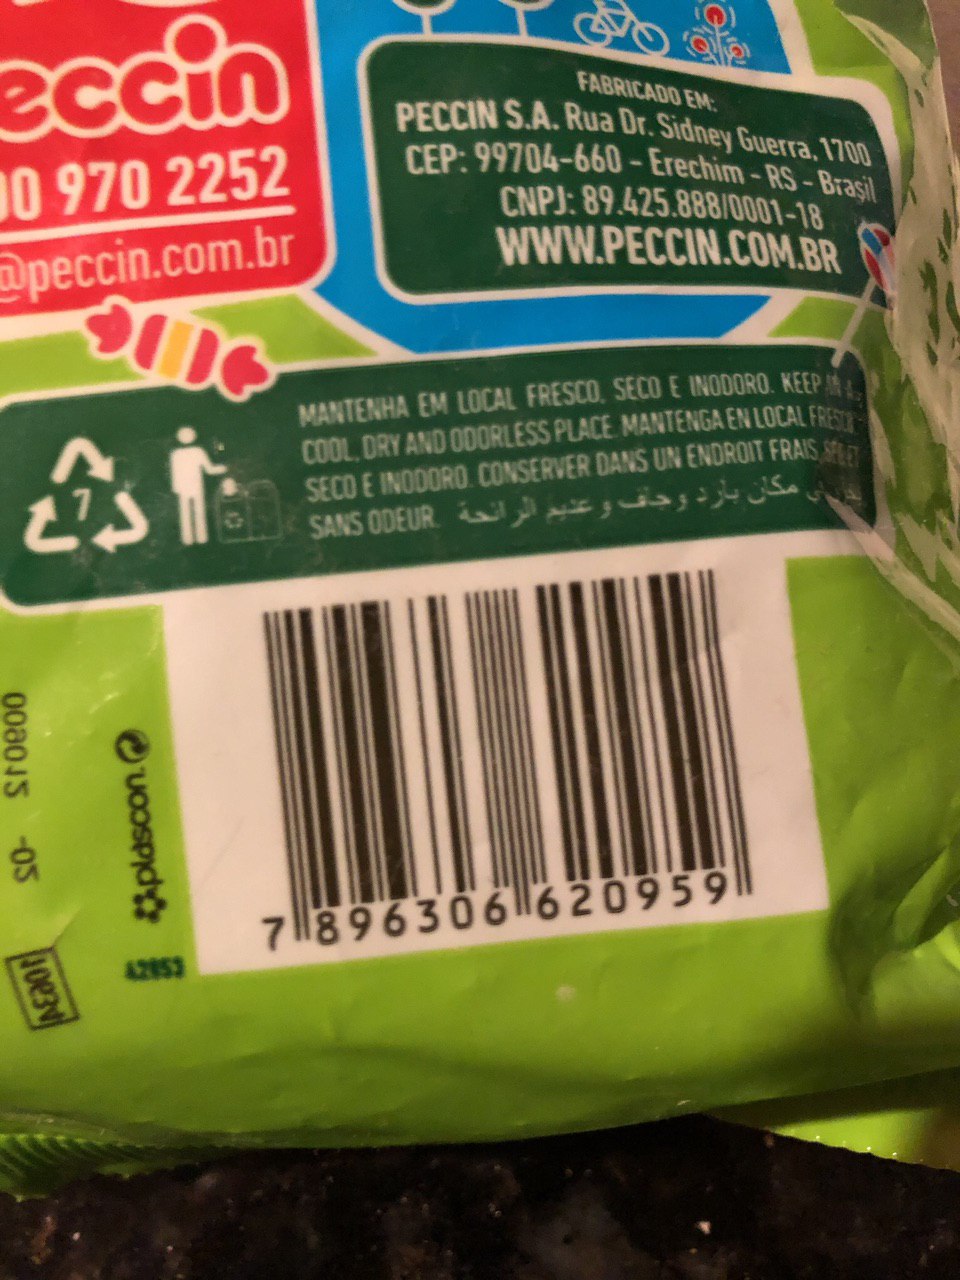 eccin
00 970 2252
@peccin.com.br
FABRICADO EM:
PECCIN S.A. Rua Dr. Sidney Guerra, 1700
CEP: 99704-660 - Erechim - RS - Brasil
CNPJ: 89.425.888/0001-18
WWW.PECCIN.COM.BR
MANTENHA EM LOCAL FRESCO, SECO E INODORO. KEEP IN A
COOL, DRY AND ODORLESS PLACE. MANTENGA EN LOCAL FRESCO
SECO E INODORO. CONSERVER DANS UN ENDROIT FRAIS, SEC ET
SANS ODEUR. مكان بارد وجاف وعديم الرائحة
7
008012 -02
plascon
42953
7 896306 620959